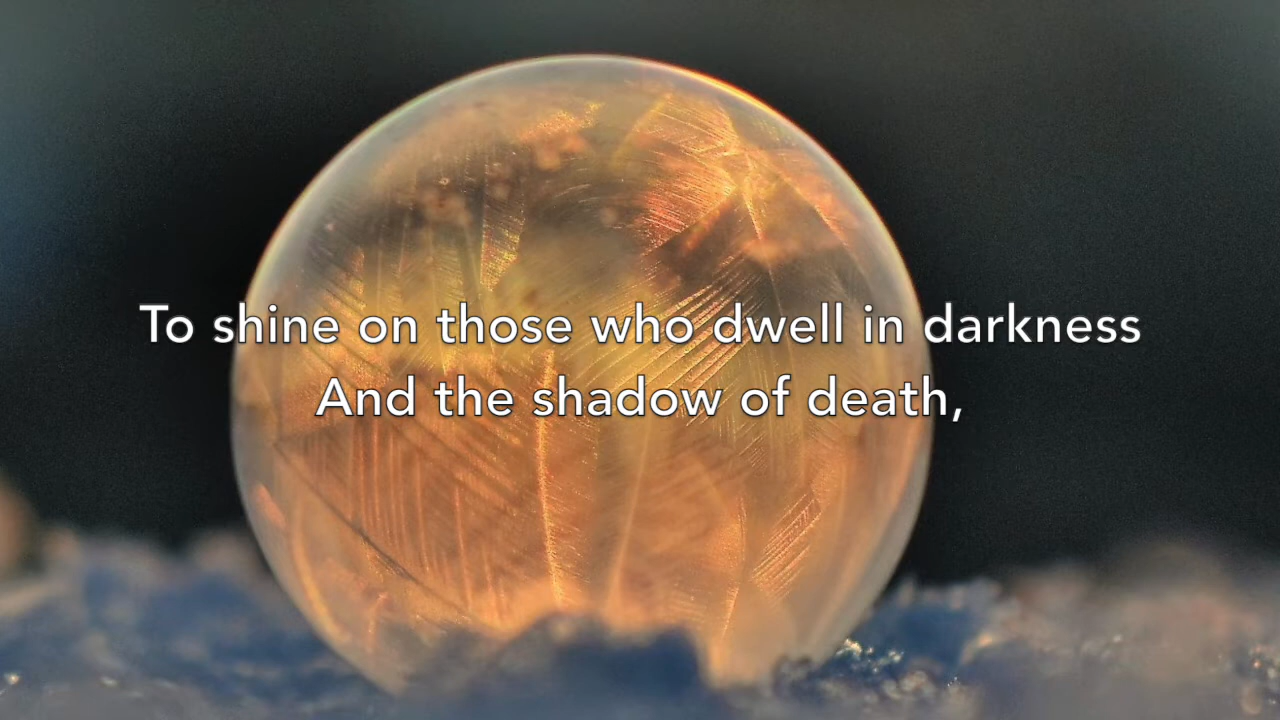 To shine on those who dwell in darkness
And the shadow of death,